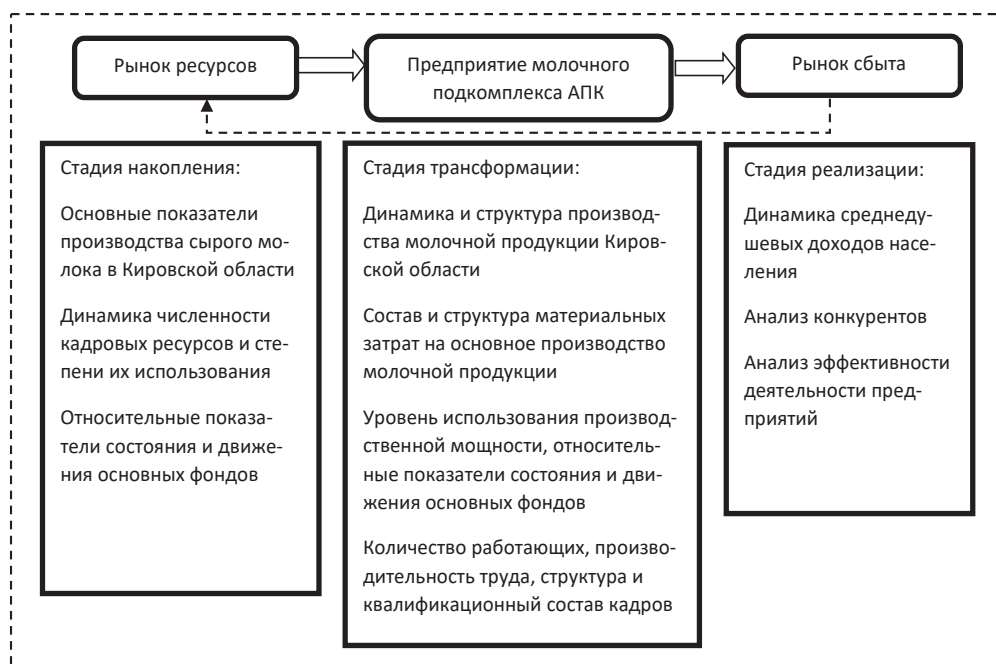 Рынок ресурсов
Предприятие молочного
подкомплекса АПК
Рынок сбыта
Стадия накопления:
Основные показатели
производства сырого мо-
лока в Кировской области
Динамика численности
кадровых ресурсов и сте-
пени их использования
Относительные показа-
тели состояния и движе-
ния основных фондов
Стадия трансформации:
Динамика и структура производ-
ства молочной продукции Киров-
ской области
Состав и структура материальных
затрат на основное производство
молочной продукции
Уровень использования производ-
ственной мощности, относитель-
ные показатели состояния и дви-
жения основных фондов
Количество работающих, произво-
дительность труда, структура и
квалификационный состав кадров
Стадия реализации:
Динамика среднеду-
шевых доходов насе-
ления
Анализ конкурентов
Анализ эффективности
деятельности пред-
приятий